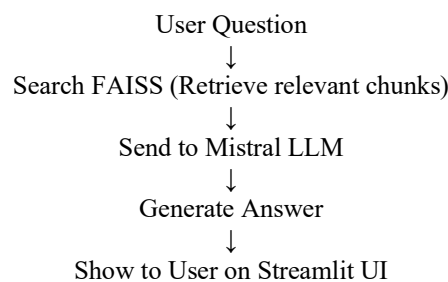 User Question
↓
Search FAISS (Retrieve relevant chunks)
↓
Send to Mistral LLM
↓
Generate Answer
↓
Show to User on Streamlit UI